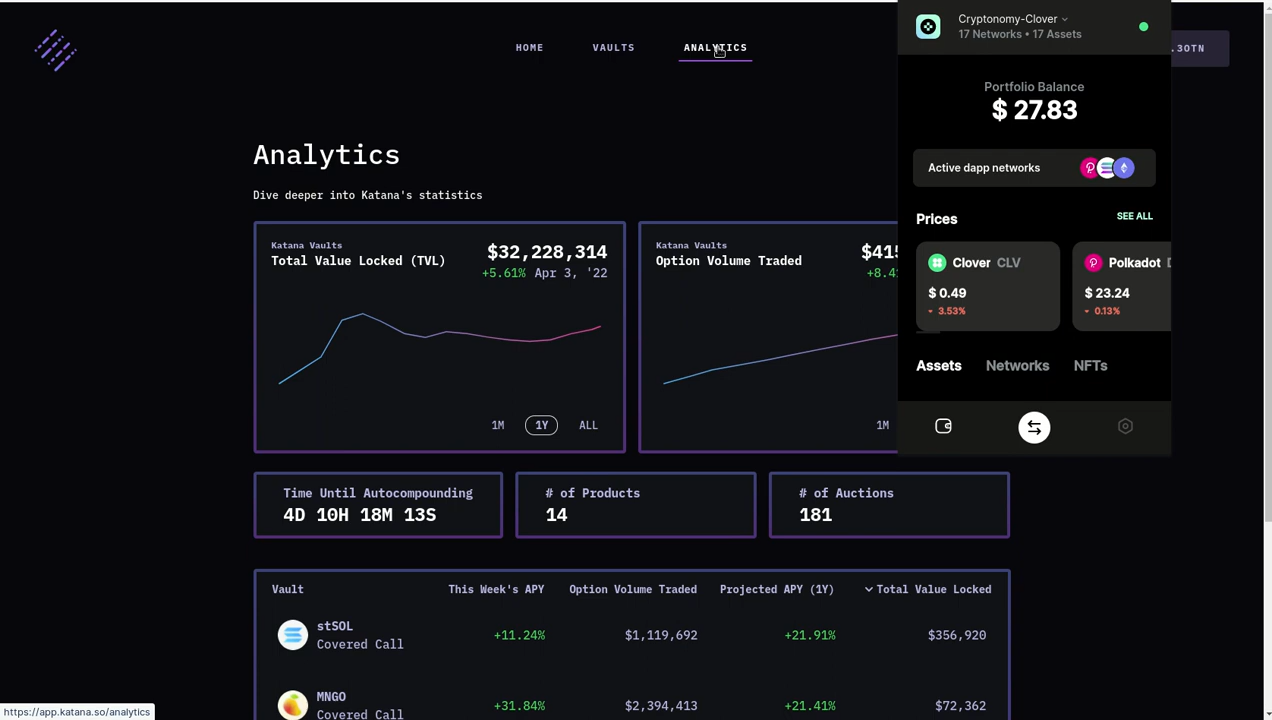 HOME VAULTS ANALYTICS
.3OTN
Cryptonomy-Clover
17 Networks • 17 Assets
Portfolio Balance
$ 27.83
Active dapp networks
Prices SEE ALL
Clover CLV
$ 0.49
3.53%
Polkadot
$ 23.24
0.13%
Assets Networks NFTs
Analytics
Dive deeper into Katana's statistics
Katana Vaults
Total Value Locked (TVL)
$32,228,314
+5.61% Apr 3, '22
1M 1Y ALL
Katana Vaults
Option Volume Traded
$415
+8.4
1M
Time Until Autocompounding
4D 10H 18M 13S
# of Products
14
# of Auctions
181
Vault This Week's APY Option Volume Traded Projected APY (1Y) Total Value Locked
stSOL
Covered Call
+11.24% $1,119,692 +21.91% $356,920
MNGO
Covered Call
+31.84% $2,394,413 +21.41% $72,362
https://app.katana.so/analytics